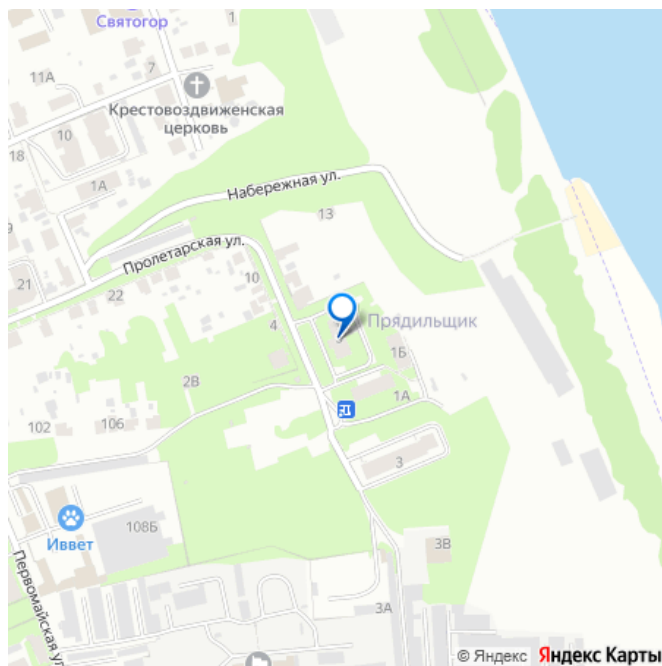 1
Святогор
7
11А
Крестовоздвиженская
церковь
10
18
1А
9
Набережная ул.
13
Пролетарская ул.
21
22
10
4
Прядильщик
1Б
2В
1А
102
106
3
108Б
Иввет
3В
Первомайская ул.
3А
© Яндекс Яндекс Карты